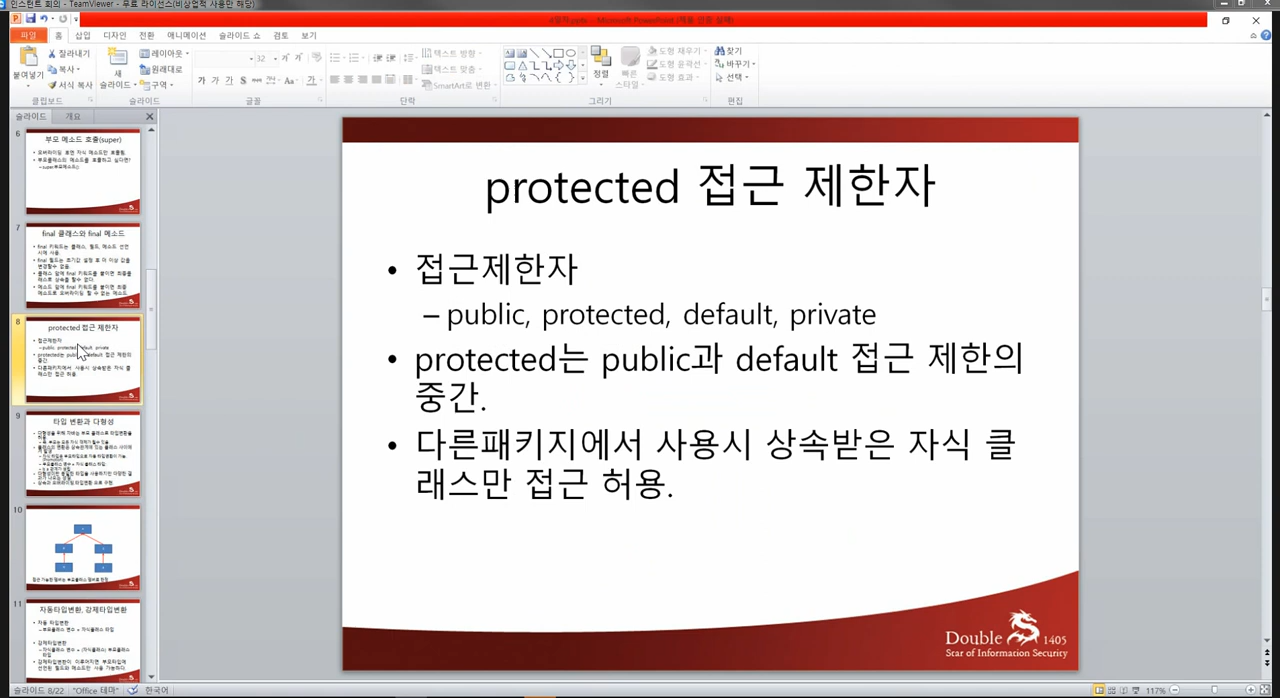 인스턴트 회의 - TeamViewer - 무료 라이선스(비상업적 사용만 해당)
파일 홈 삽입 디자인 전환 애니메이션 슬라이드 쇼 검토 보기
붙여넣기
잘라내기
복사
서식 복사
클립보드
새
슬라이드
레이아웃
원래대로
구역
슬라이드
32
가 가 가
글꼴
텍스트 방향
텍스트 맞춤
SmartArt로 변환
단락
정렬
빠른
스타일
도형 채우기
도형 윤곽선
도형 효과
그리기
찾기
바꾸기
선택
편집
슬라이드 개요
6
부모 메소드 호출(super)
7
final 클래스와 final 메소드
8
protected 접근 제한자
9
타입 변환과 다형성
10
11
자동타입변환, 강제타입변환
protected 접근 제한자
• 접근제한자
– public, protected, default, private
• protected는 public과 default 접근 제한의
중간.
• 다른패키지에서 사용시 상속받은 자식 클
래스만 접근 허용.
Double 1405
Star of Information Security
슬라이드 8/22 "Office 테마" 한국어
117%